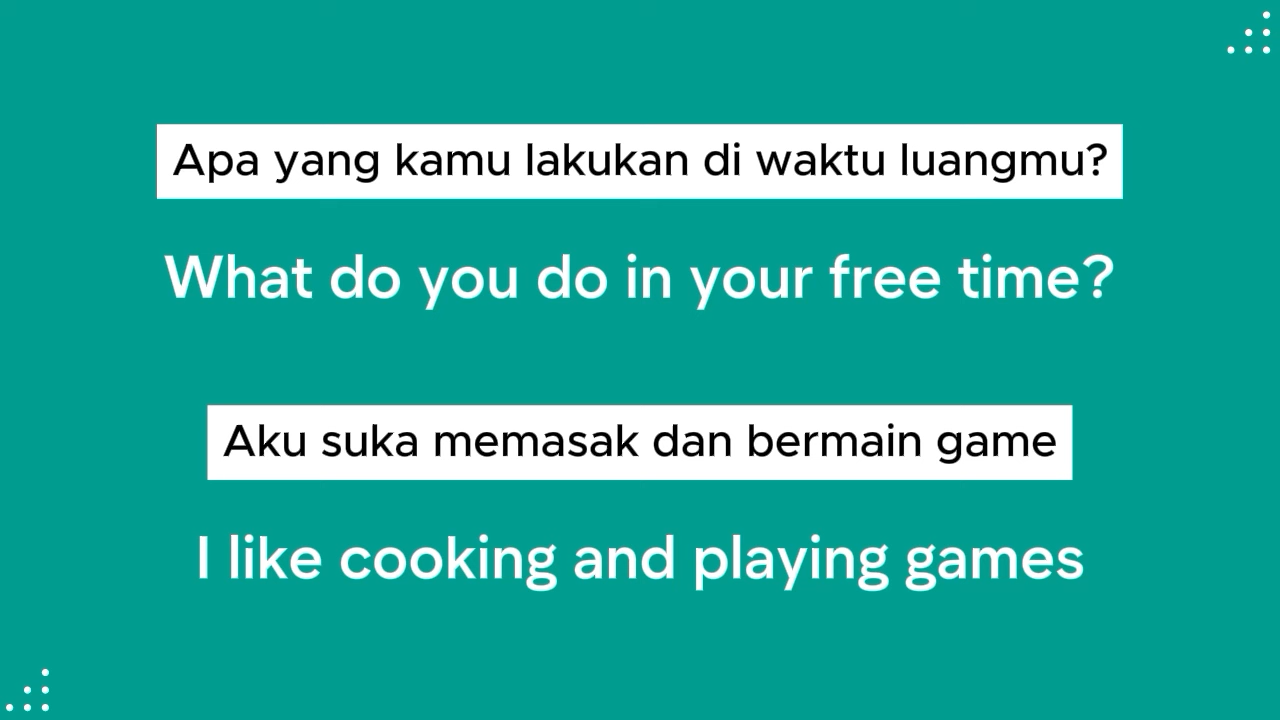 Apa yang kamu lakukan di waktu luangmu?
What do you do in your free time?
Aku suka memasak dan bermain game
I like cooking and playing games